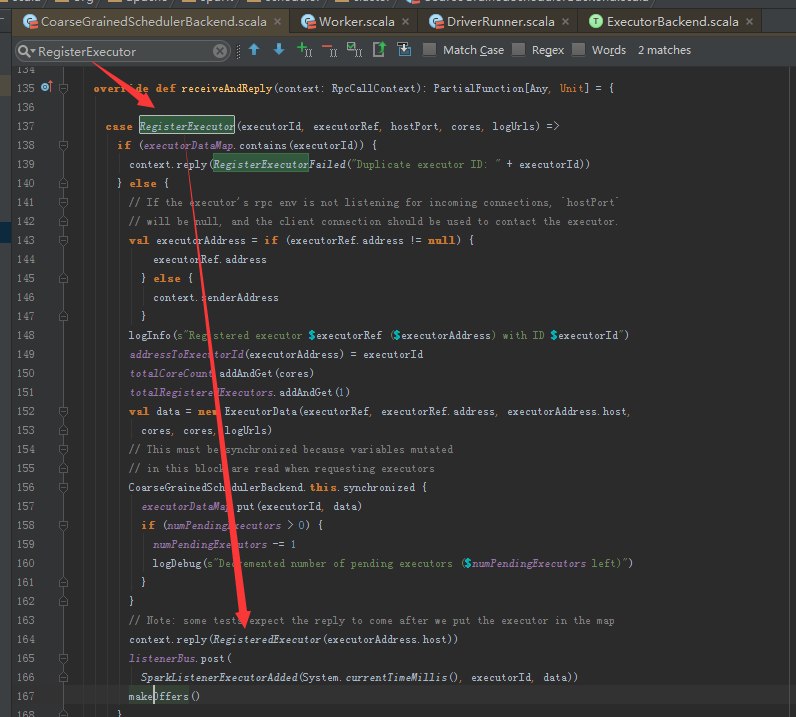 CoarseGrainedSchedulerBackend.scala × Worker.scala × DriverRunner.scala × ExecutorBackend.scala ×
RegisterExecutor Match Case Regex Words 2 matches
134
135 override def receiveAndReply(context: RpcCallContext): PartialFunction[Any, Unit] = {
136
137 case RegisterExecutor(executorId, executorRef, hostPort, cores, logUrls) =>
138 if (executorDataMap.contains(executorId)) {
139 context.reply(RegisterExecutorFailed("Duplicate executor ID: " + executorId))
140 } else {
141 // If the executor's rpc env is not listening for incoming connections, `hostPort`
142 // will be null, and the client connection should be used to contact the executor.
143 val executorAddress = if (executorRef.address != null) {
144 executorRef.address
145 } else {
146 context.senderAddress
147 }
148 logInfo(s"Registered executor $executorRef ($executorAddress) with ID $executorId")
149 addressToExecutorId(executorAddress) = executorId
150 totalCoreCount.addAndGet(cores)
151 totalRegisteredExecutors.addAndGet(1)
152 val data = new ExecutorData(executorRef, executorRef.address, executorAddress.host,
153 cores, cores, logUrls)
154 // This must be synchronized because variables mutated
155 // in this block are read when requesting executors
156 CoarseGrainedSchedulerBackend.this.synchronized {
157 executorDataMap.put(executorId, data)
158 if (numPendingExecutors > 0) {
159 numPendingExecutors -= 1
160 logDebug(s"Decremented number of pending executors ($numPendingExecutors left)")
161 }
162 }
163 // Note: some tests expect the reply to come after we put the executor in the map
164 context.reply(RegisteredExecutor(executorAddress.host))
165 listenerBus.post(
166 SparkListenerExecutorAdded(System.currentTimeMillis(), executorId, data))
167 makeOffers()
168 }